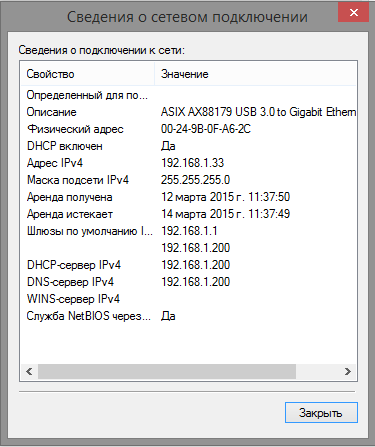 Сведения о сетевом подключении
Сведения о подключении к сети:
Свойство Значение
Определенный для по...
Описание ASIX AX88179 USB 3.0 to Gigabit Ethern
Физический адрес 00-24-9B-0F-A6-2C
DHCP включен Да
Адрес IPv4 192.168.1.33
Маска подсети IPv4 255.255.255.0
Аренда получена 12 марта 2015 г. 11:37:50
Аренда истекает 14 марта 2015 г. 11:37:49
Шлюзы по умолчанию I... 192.168.1.1
192.168.1.200
DHCP-сервер IPv4 192.168.1.200
DNS-сервер IPv4 192.168.1.200
WINS-сервер IPv4
Служба NetBIOS через... Да
Закрыть